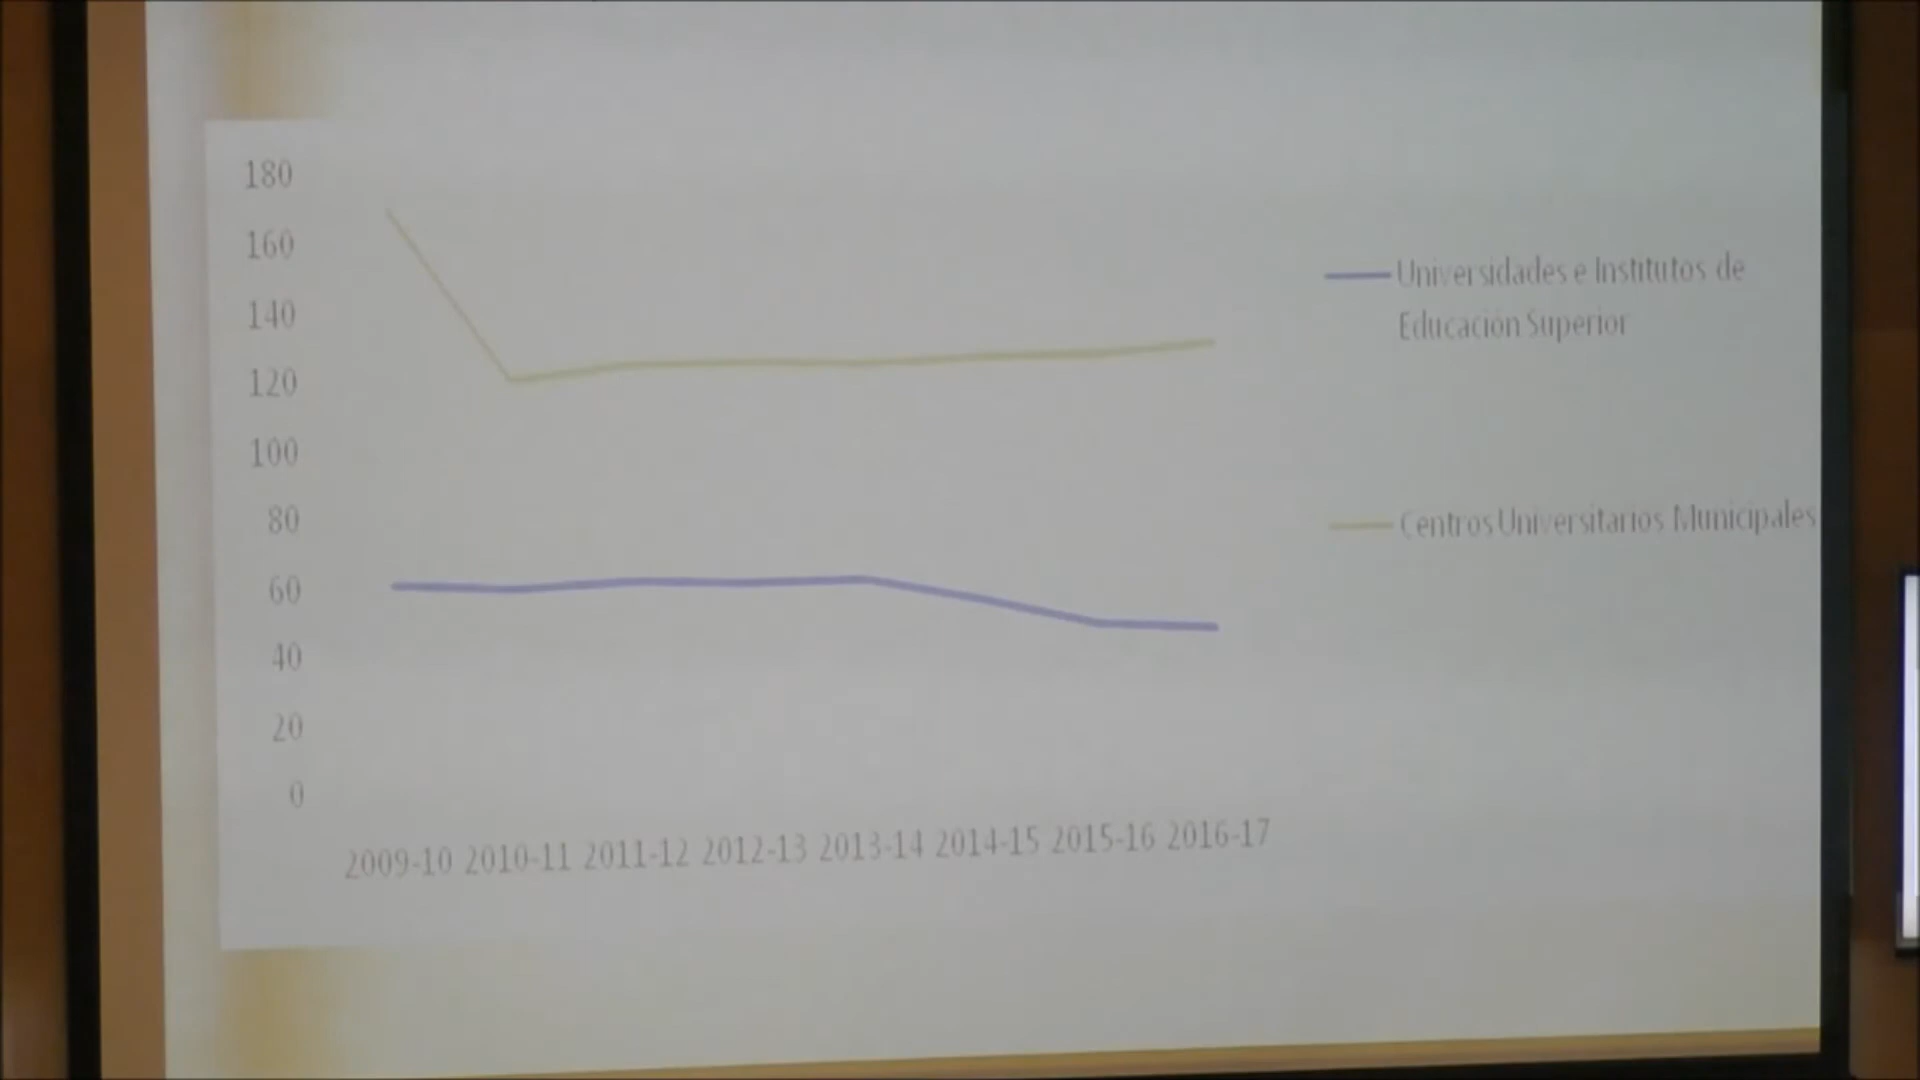 180
160
140
120
100
80
60
40
20
0
2009-10 2010-11 2011-12 2012-13 2013-14 2014-15 2015-16 2016-17
Universidades e Institutos de
Educación Superior
Centros Universitarios Municipales